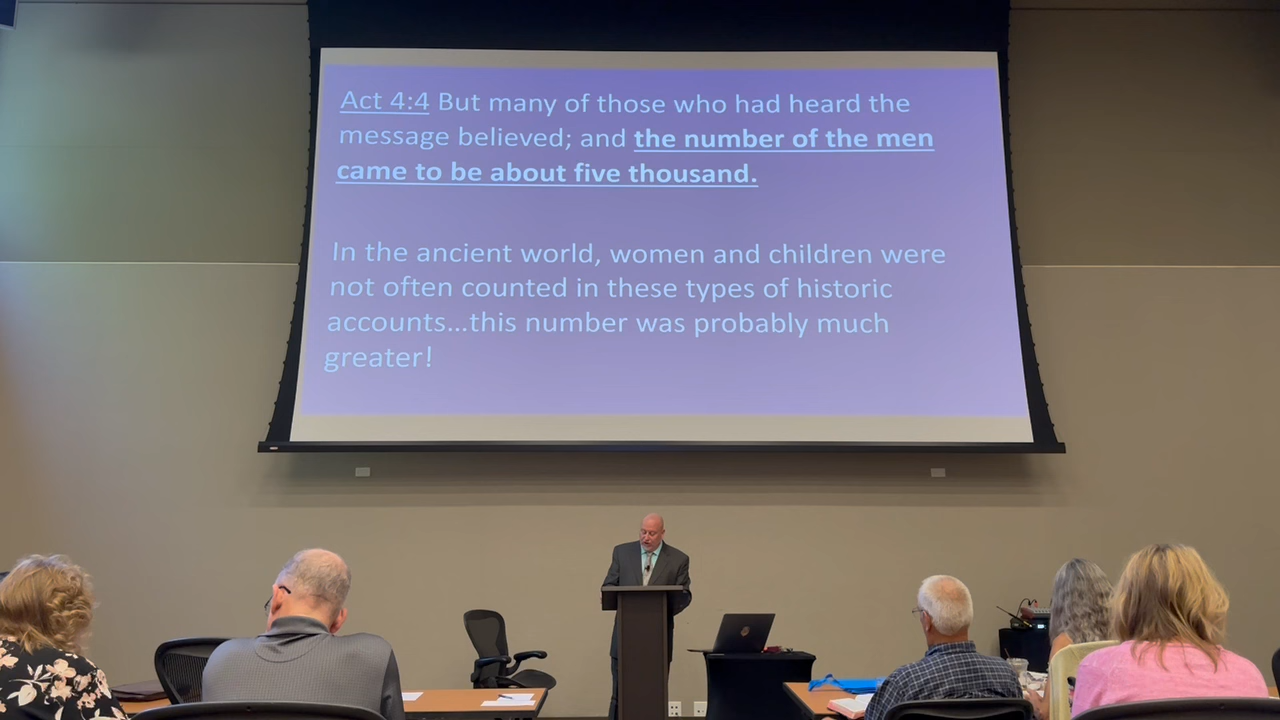 Act 4:4 But many of those who had heard the
message believed; and the number of the men
came to be about five thousand.
In the ancient world, women and children were
not often counted in these types of historic
accounts...this number was probably much
greater!